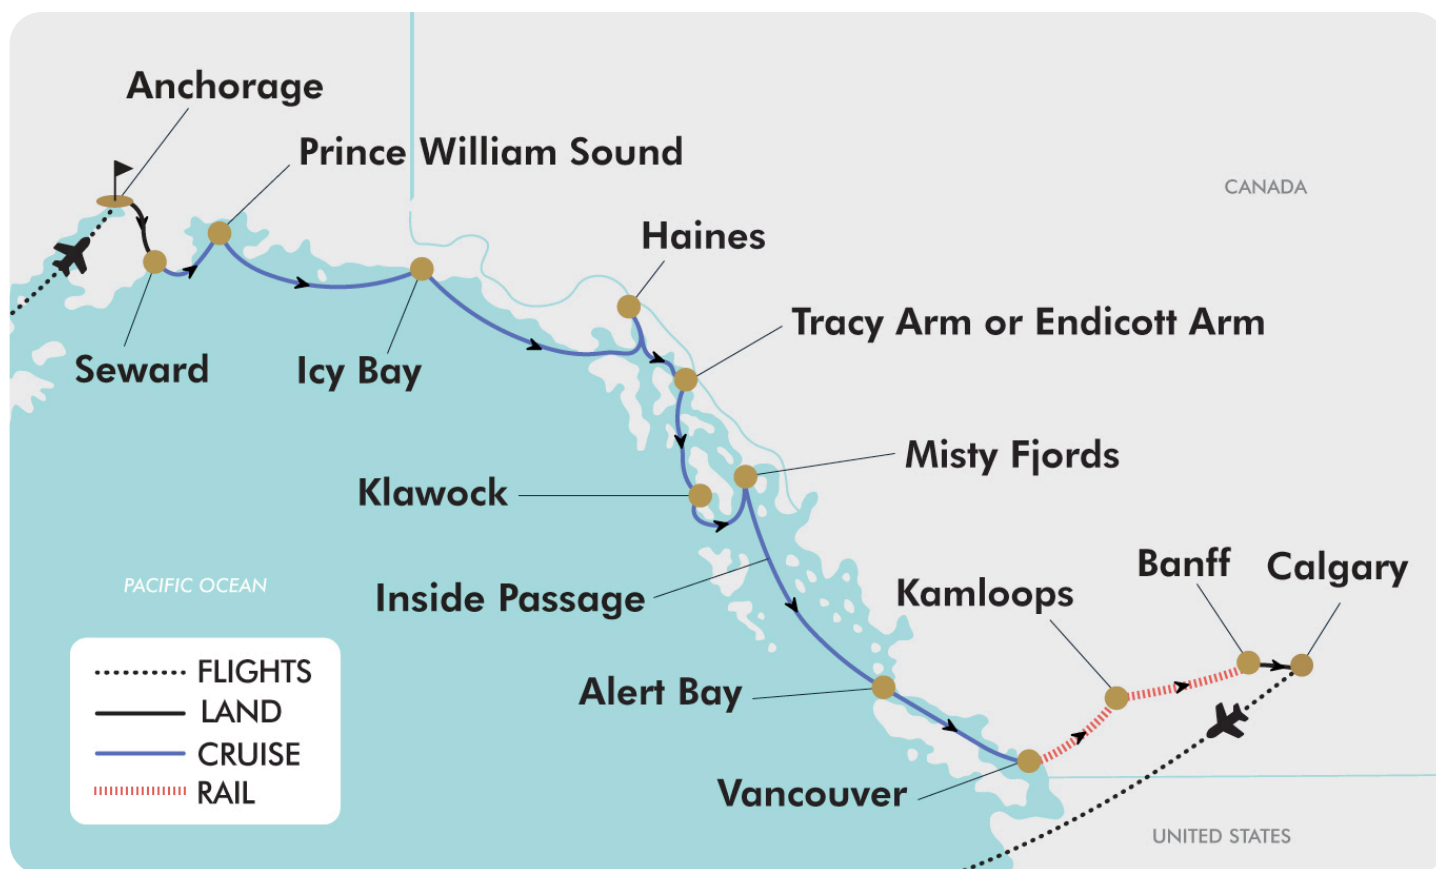 Anchorage
Prince William Sound
CANADA
Haines
Tracy Arm or Endicott Arm
Seward
Icy Bay
Misty Fjords
Klawock
Banff
Calgary
PACIFIC OCEAN
Inside Passage
Kamloops
FLIGHTS
LAND
CRUISE
RAIL
Alert Bay
Vancouver
UNITED STATES